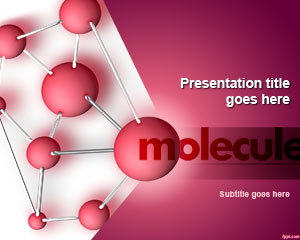 Presentation title
goes here
molecule
Subtitle goes here
fppt.com